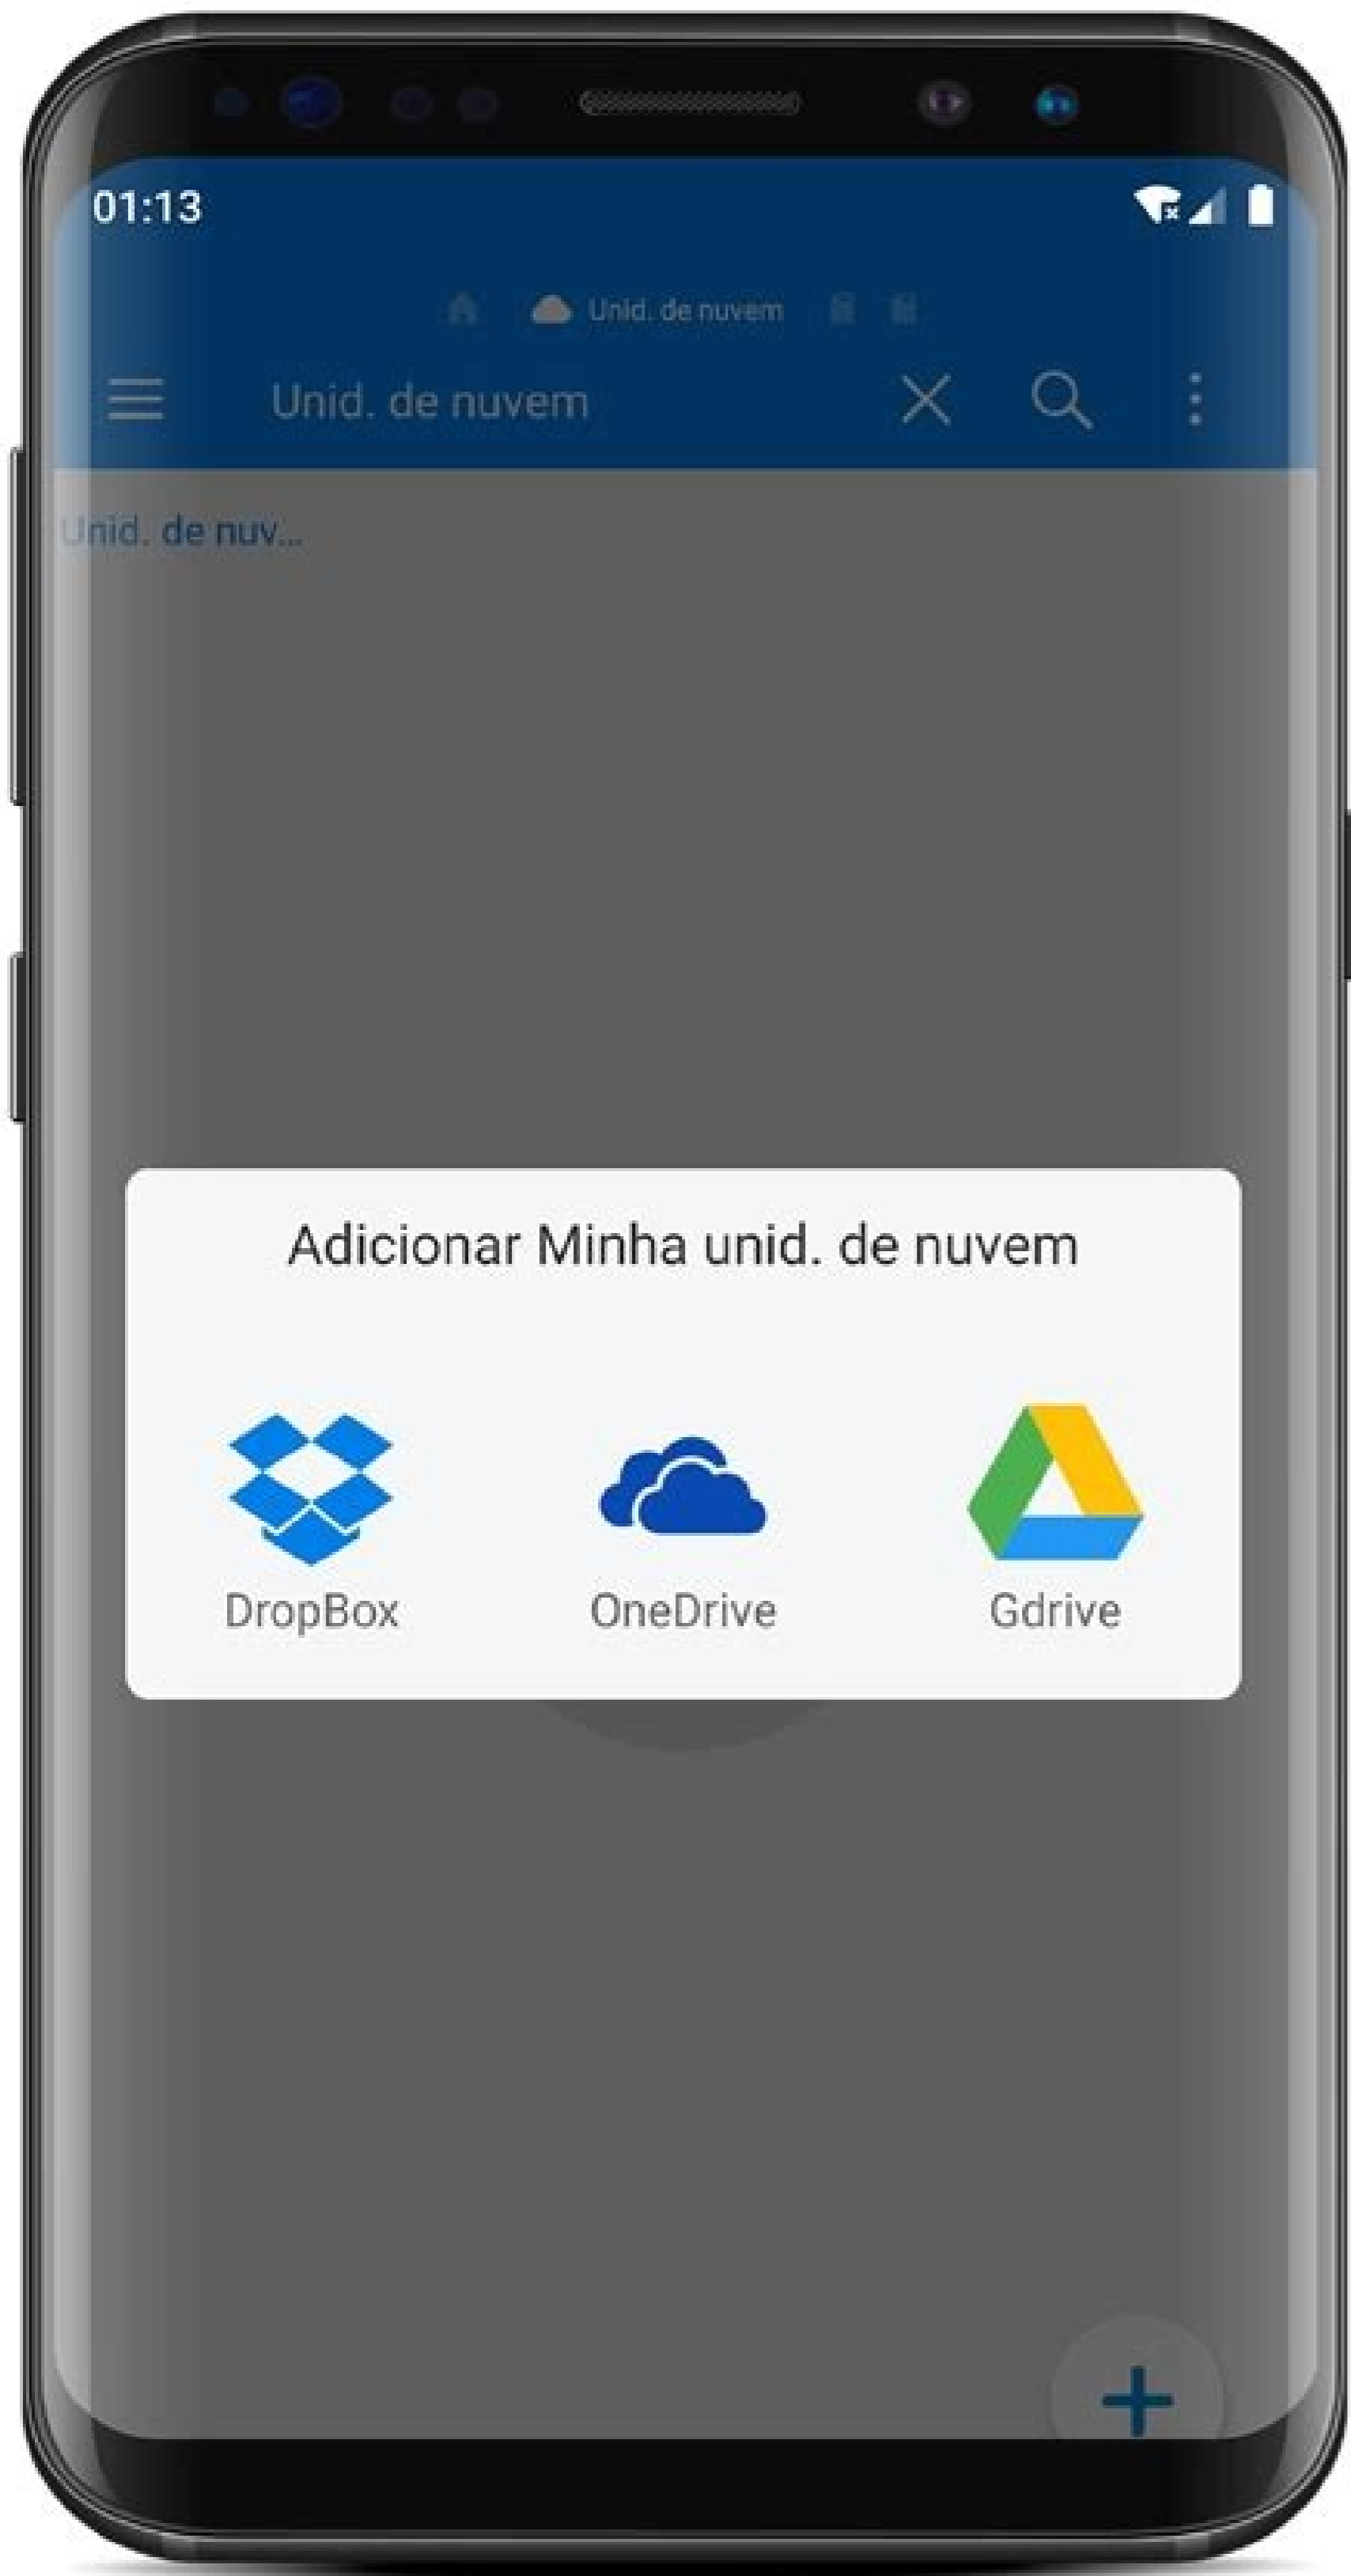 01:13
Unid. de nuvem
Unid. de nuvem
Unid. de nuv...
Adicionar Minha unid. de nuvem
DropBox OneDrive Gdrive